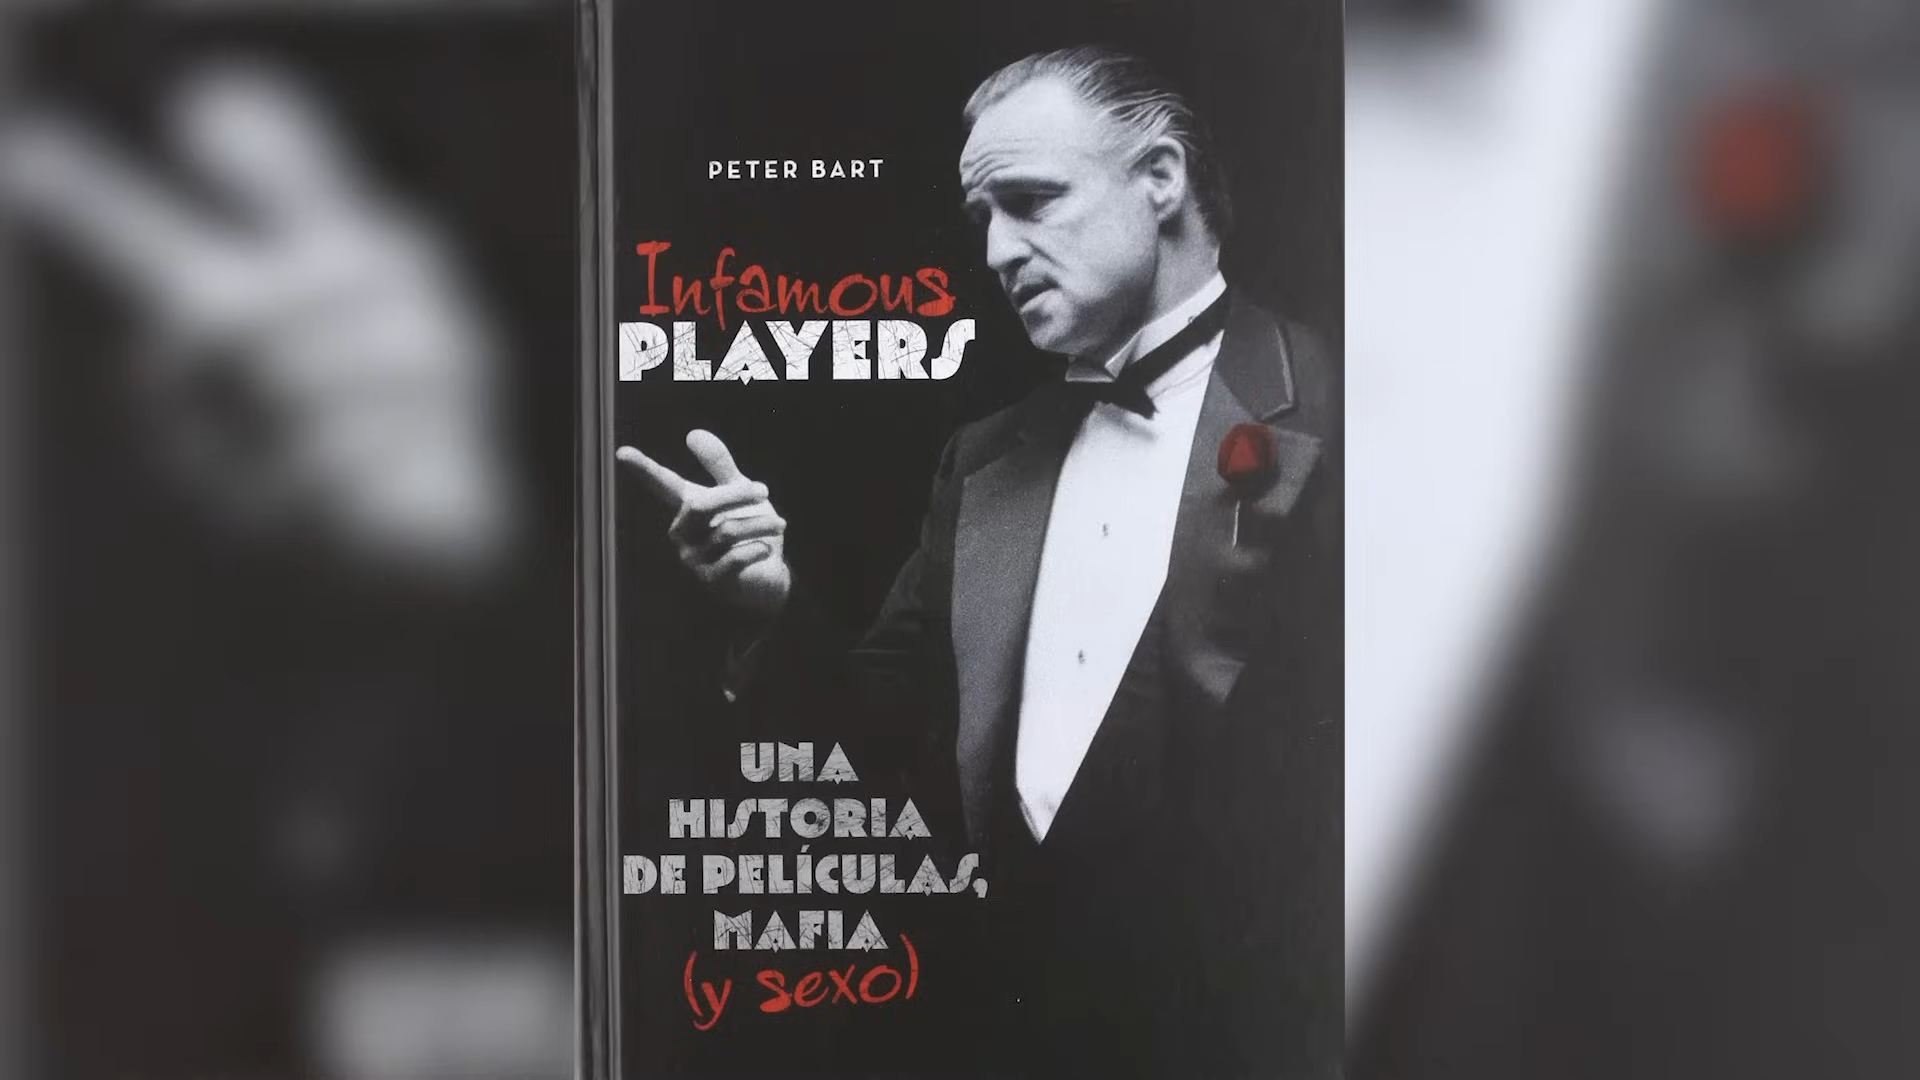 PETER BART
Infamous
PLAYERS
UNA
HISTORIA
DE PELÍCULAS,
MAFIA
(y sexo)